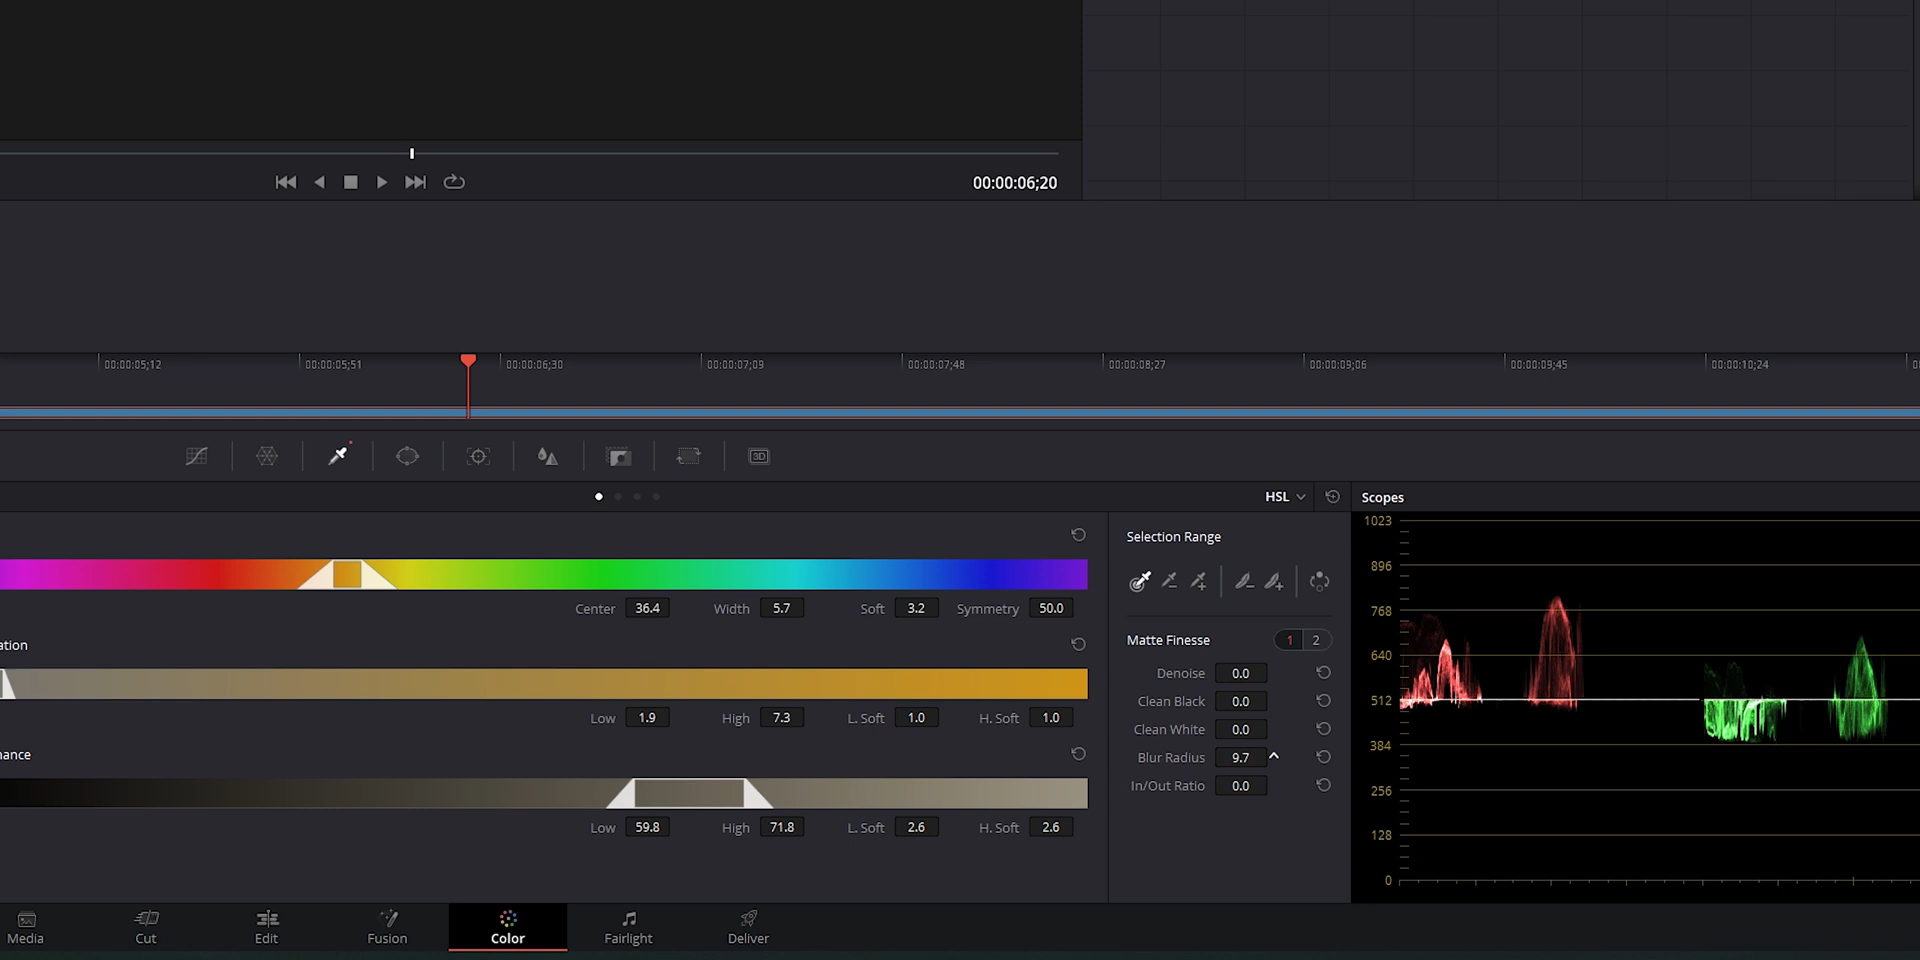 00:00:06;20
00:00:05;12 00:00:05;51 00:00:06;30 00:00:07;09 00:00:07;48 00:00:08;27 00:00:09;06 00:00:09;45 00:00:10;24
3D
HSL
Scopes
Center 36.4 Width 5.7 Soft 3.2 Symmetry 50.0
ation
Low 1.9 High 7.3 L. Soft 1.0 H. Soft 1.0
nance
Low 59.8 High 71.8 L. Soft 2.6 H. Soft 2.6
Selection Range
Matte Finesse 1 2
Denoise 0.0
Clean Black 0.0
Clean White 0.0
Blur Radius 9.7
In/Out Ratio 0.0
1023
896
768
640
512
384
256
128
0
Media Cut Edit Fusion Color Fairlight Deliver